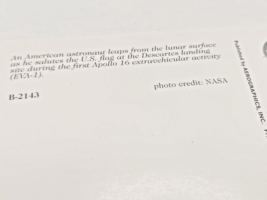 An American astronaut leaps from the lunar surface
as he salutes the U.S. flag at the Descartes landing
site during the first Apollo 16 extravehicular activity
(EVA-1).
photo credit: NASA
B-2143
Published by AEROGRAPHICS, INC.